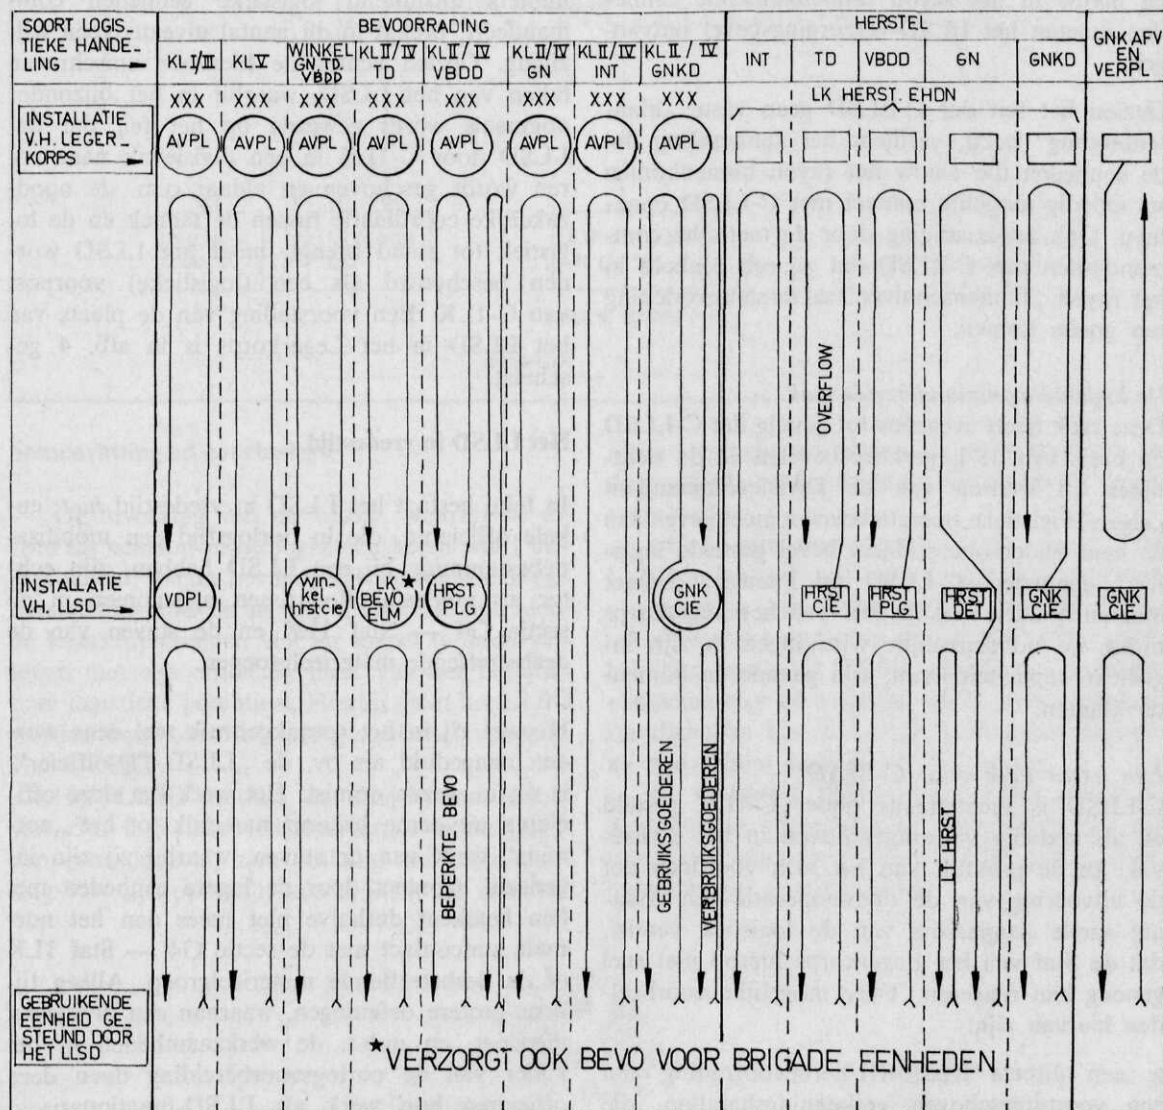 SOORT LOGIS_
TIEKE HANDE_
LING
BEVOORRADING
HERSTEL
GNK AFV
EN
VERPL
KL I/III
KL V
WINKEL
GN, TD,
VBDD
KL II/IV
TD
KL II/IV
VBDD
KL II/IV
GN
KL II/IV
INT
KL II/IV
GNKD
INT
TD
VBDD
GN
GNKD
INSTALLATIE
V.H. LEGER_
KORPS
XXX
XXX
XXX
XXX
XXX
XXX
XXX
XXX
LK HERST. EHDN
AVPL
AVPL
AVPL
AVPL
AVPL
AVPL
AVPL
AVPL
OVERFLOW
INSTALLATIE
V.H. LLSD
VDPL
win-
kel
hrstcie
LK ★
BEVO
ELM
HRST
PLG
GNK
CIE
HRST
CIE
HRST
PLG
HRST
DET
GNK
CIE
GNK
CIE
BEPERKTE BEVO
GEBRUIKSGOEDEREN
VERBRUIKSGOEDEREN
T HRST
GEBRUIKENDE
EENHEID GE_
STEUND DOOR
HET LLSD
★VERZORGT OOK BEVO VOOR BRIGADE EENHEDEN